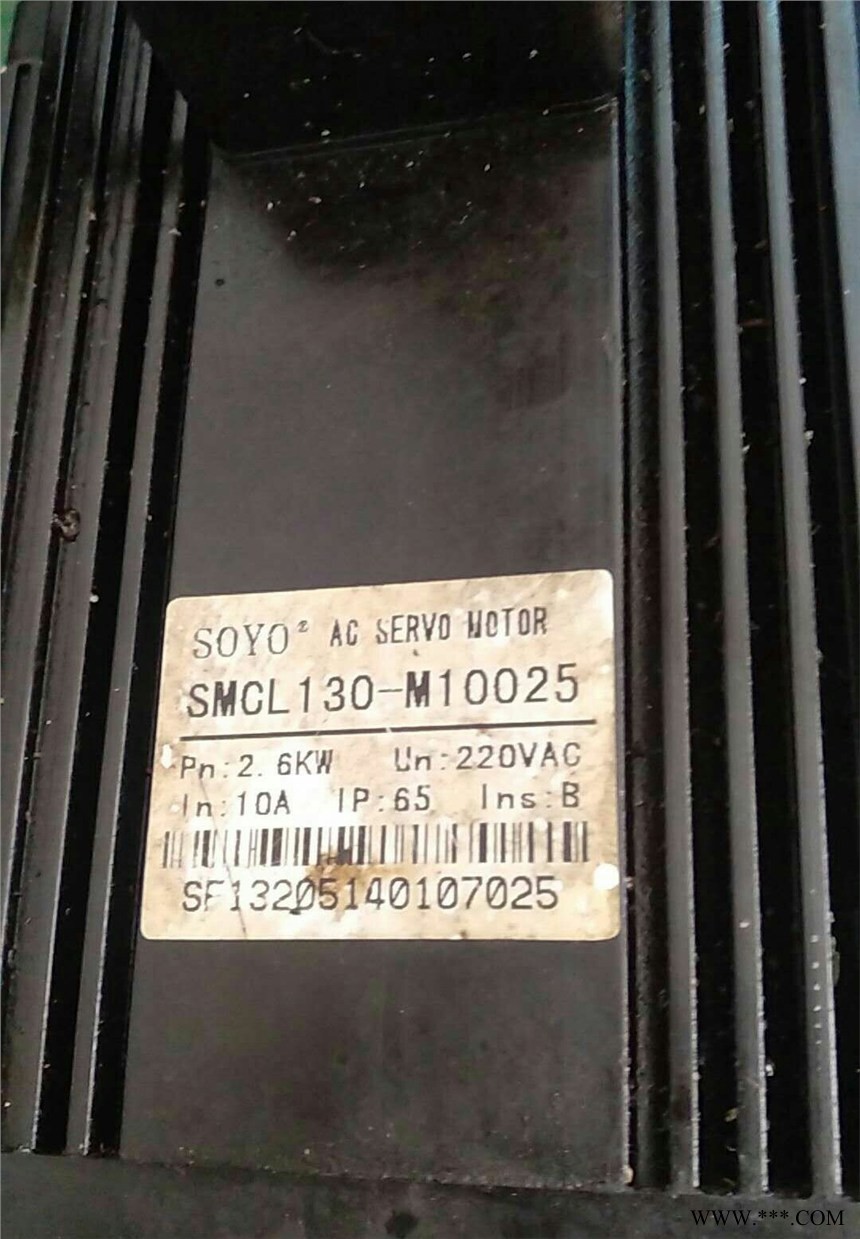 SOYO® AC SERVO MOTOR
SMCL130-M10025
Pn:2.6KW Un:220VAC
In:10A IP:65 Ins:B
SF13205140107025
WWW.***.COM